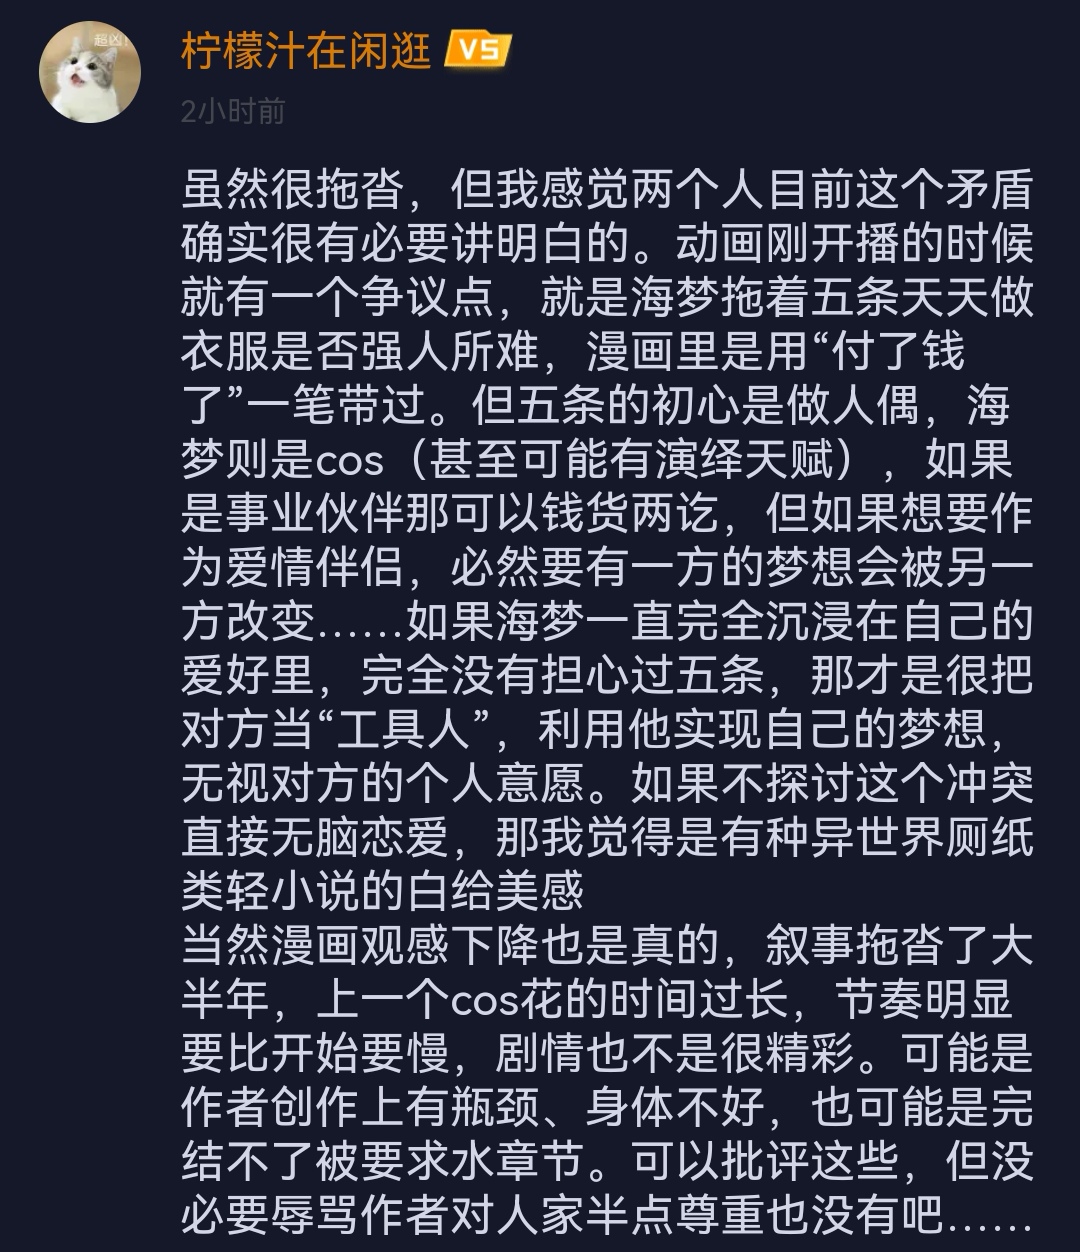 超凶!
柠檬汁在闲逛 V5
2小时前
虽然很拖沓，但我感觉两个人目前这个矛盾
确实很有必要讲明白的。动画刚开播的时候
就有一个争议点，就是海梦拖着五条天天做
衣服是否强人所难，漫画里是用“付了钱
了”一笔带过。但五条的初心是做人偶，海
梦则是cos（甚至可能有演绎天赋），如果
是事业伙伴那可以钱货两讫，但如果想要作
为爱情伴侣，必然要有一方的梦想会被另一
方改变……如果海梦一直完全沉浸在自己的
爱好里，完全没有担心过五条，那才是很把
对方当“工具人”，利用他实现自己的梦想，
无视对方的个人意愿。如果不探讨这个冲突
直接无脑恋爱，那我觉得是有种异世界厕纸
类轻小说的白给美感
当然漫画观感下降也是真的，叙事拖沓了大
半年，上一个cos花的时间过长，节奏明显
要比开始要慢，剧情也不是很精彩。可能是
作者创作上有瓶颈、身体不好，也可能是完
结不了被要求水章节。可以批评这些，但没
必要辱骂作者对人家半点尊重也没有吧……